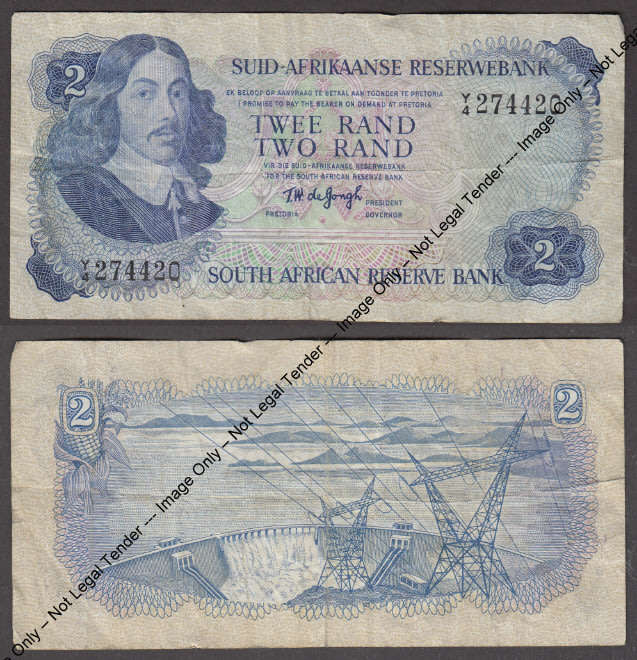 2
SUID-AFRIKAANSE RESERWEBANK
EK BELOOF OP AANVRAAG TE BETAAL AAN TOONDER TE PRETORIA
I PROMISE TO PAY THE BEARER ON DEMAND AT PRETORIA
Y/4 274420
TWEE RAND
TWO RAND
VIR DIE SUID-AFRIKAANSE RESERWEBANK
FOR THE SOUTH AFRICAN RESERVE BANK
T.W. de Jongh
PRESIDENT
PRETORIA GOVERNOR
Y/4 274420
2
SOUTH AFRICAN RESERVE BANK
2
2
Only – Not Legal Tender --- Image Only – Not Legal Tender --- Image Only – Not Legal Tender --- Image Only – Not Legal Tender